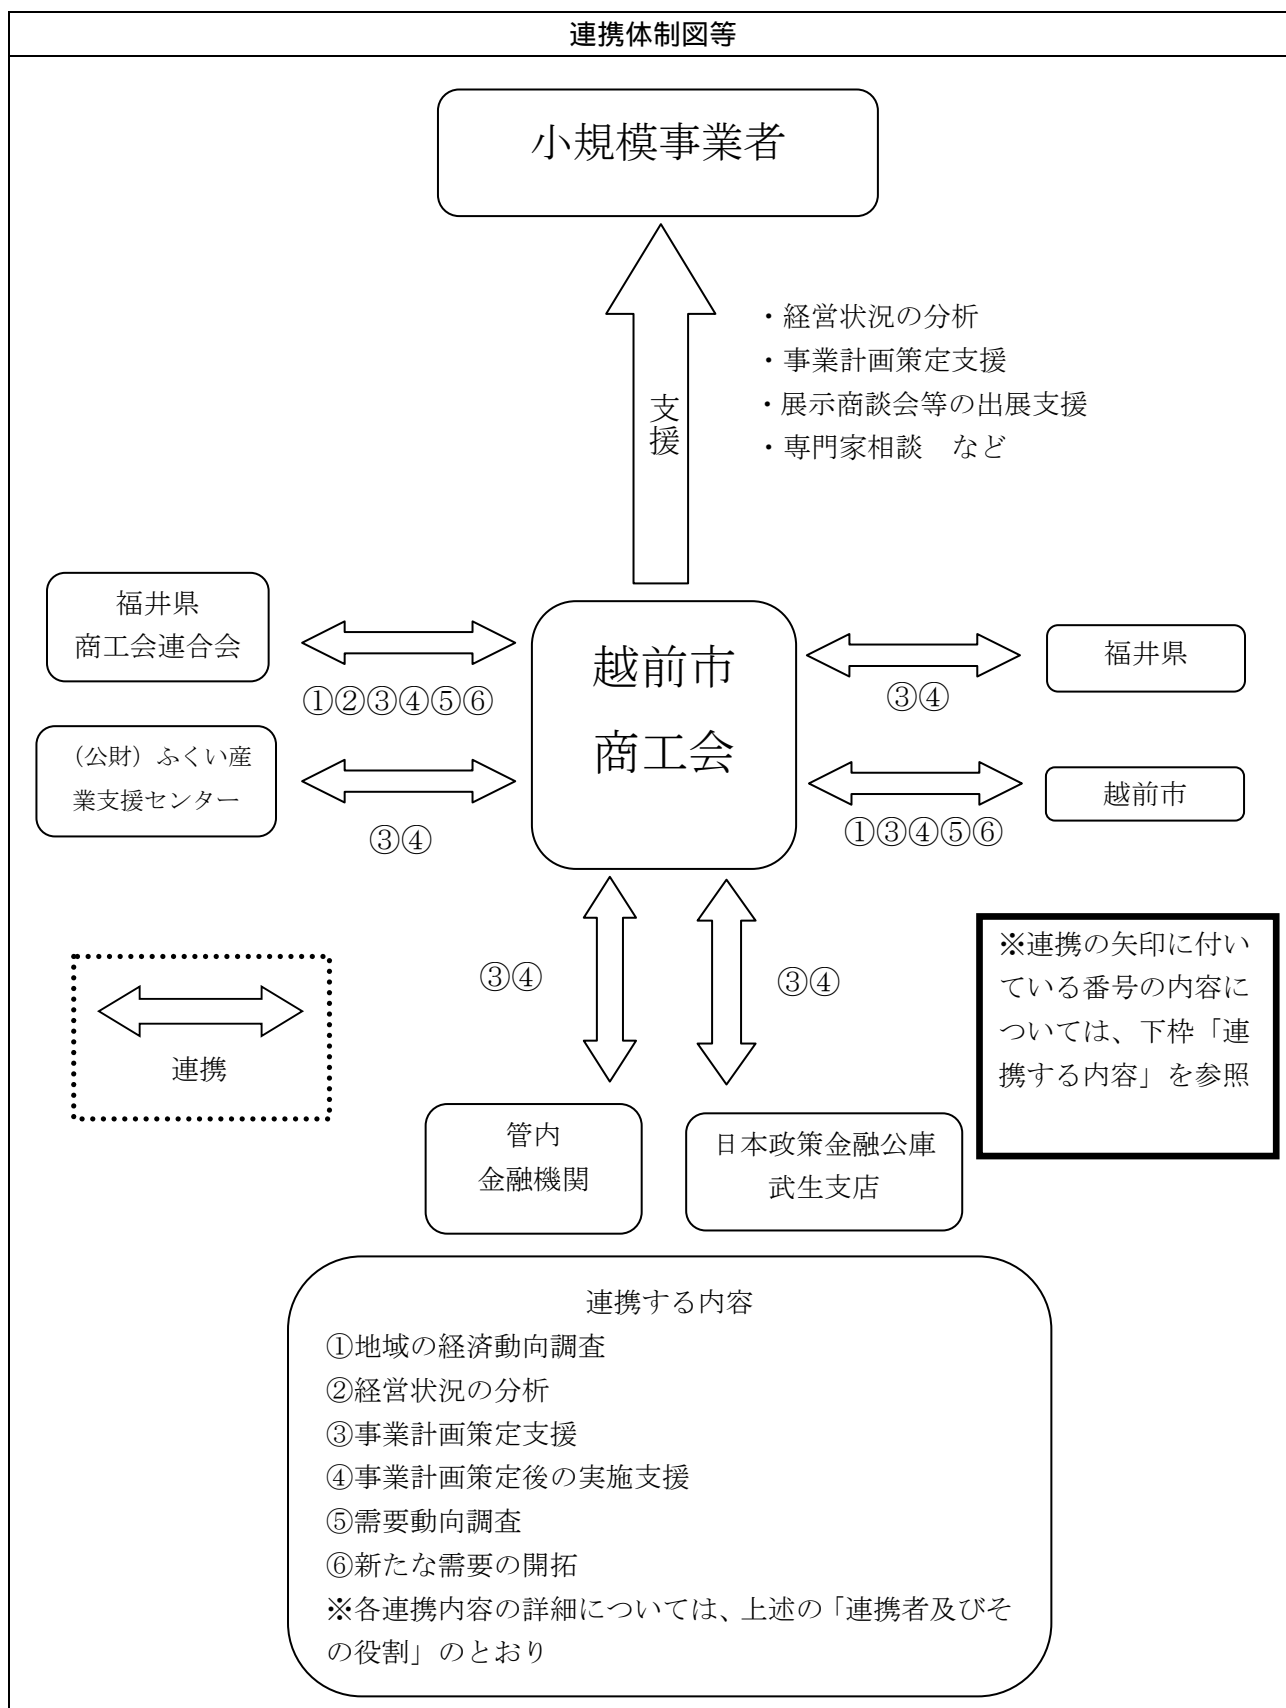 連携体制図等
小規模事業者
・経営状況の分析
・事業計画策定支援
・展示商談会等の出展支援
・専門家相談　など
支
援
福井県
商工会連合会
①②③④⑤⑥
（公財）ふくい産
業支援センター
③④
越前市
商工会
福井県
③④
越前市
①③④⑤⑥
③④
③④
連携
※連携の矢印に付い
ている番号の内容に
ついては、下枠「連
携する内容」を参照
管内
金融機関
日本政策金融公庫
武生支店
連携する内容
①地域の経済動向調査
②経営状況の分析
③事業計画策定支援
④事業計画策定後の実施支援
⑤需要動向調査
⑥新たな需要の開拓
※各連携内容の詳細については、上述の「連携者及びそ
の役割」のとおり